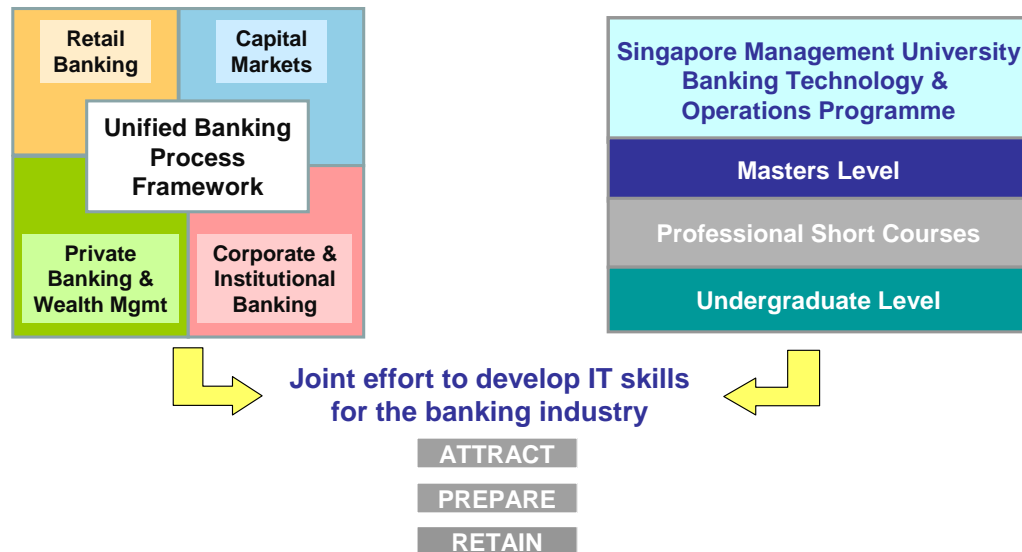 Retail
Banking
Capital
Markets
Unified Banking
Process
Framework
Private
Banking &
Wealth Mgmt
Corporate &
Institutional
Banking
Singapore Management University
Banking Technology &
Operations Programme
Masters Level
Professional Short Courses
Undergraduate Level
Joint effort to develop IT skills
for the banking industry
ATTRACT
PREPARE
RETAIN